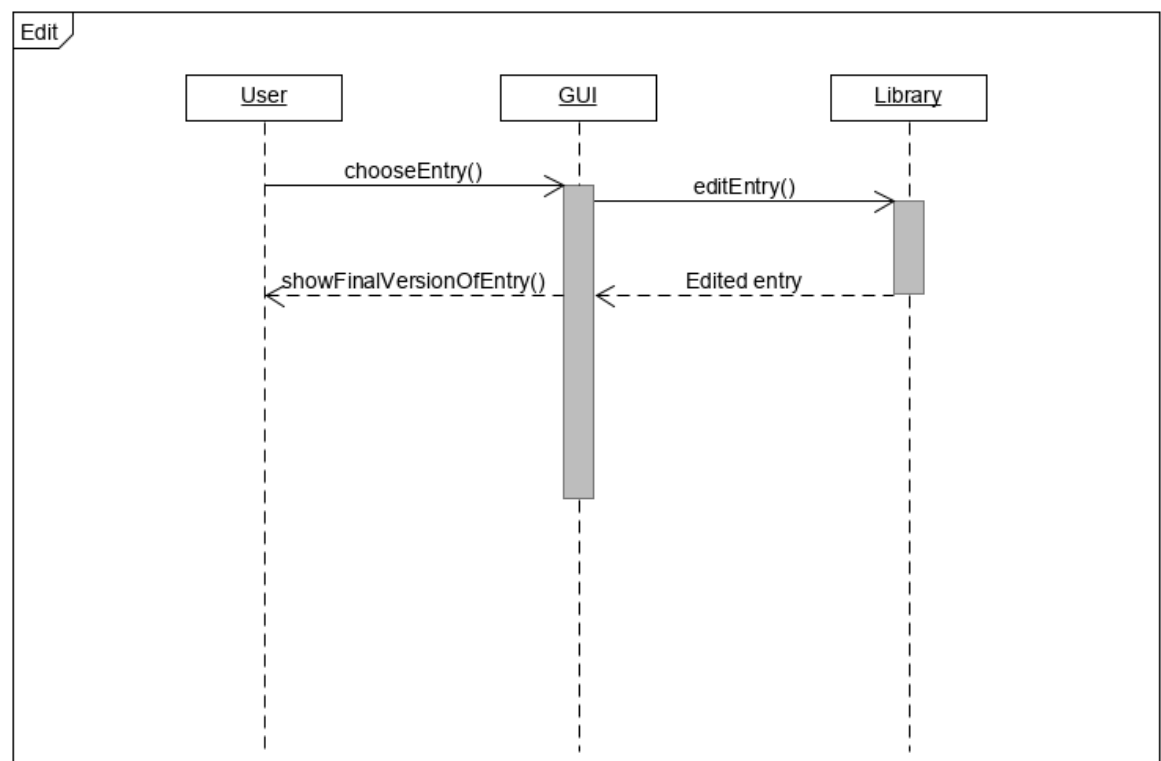 Edit
User
GUI
Library
chooseEntry()
editEntry()
showFinalVersionOfEntry()
Edited entry